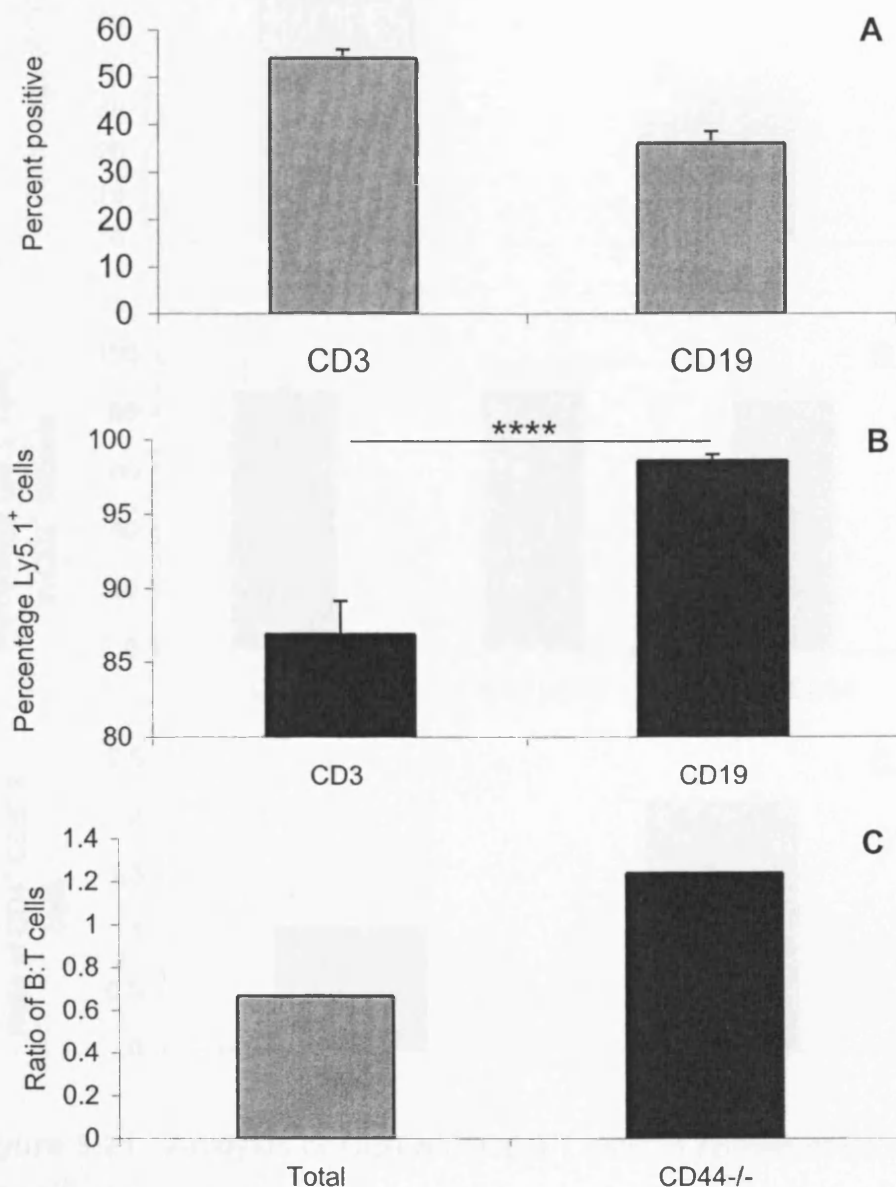 A
Percent positive
60
50
40
30
20
10
0
CD3 CD19
B
Percentage Ly5.1⁺ cells
****
100
95
90
85
80
CD3 CD19
C
Ratio of B:T cells
1.4
1.2
1
0.8
0.6
0.4
0.2
0
Total CD44-/-